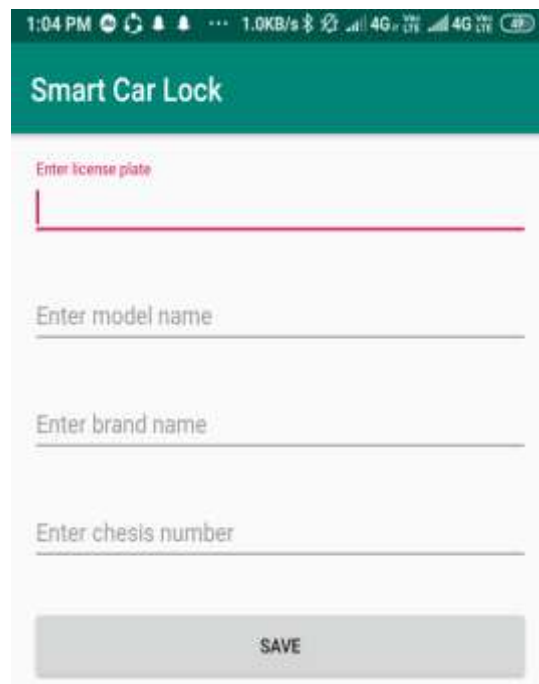 1:04 PM ... 1.0KB/s 4G 4G 49
Smart Car Lock
Enter license plate
Enter model name
Enter brand name
Enter chesis number
SAVE